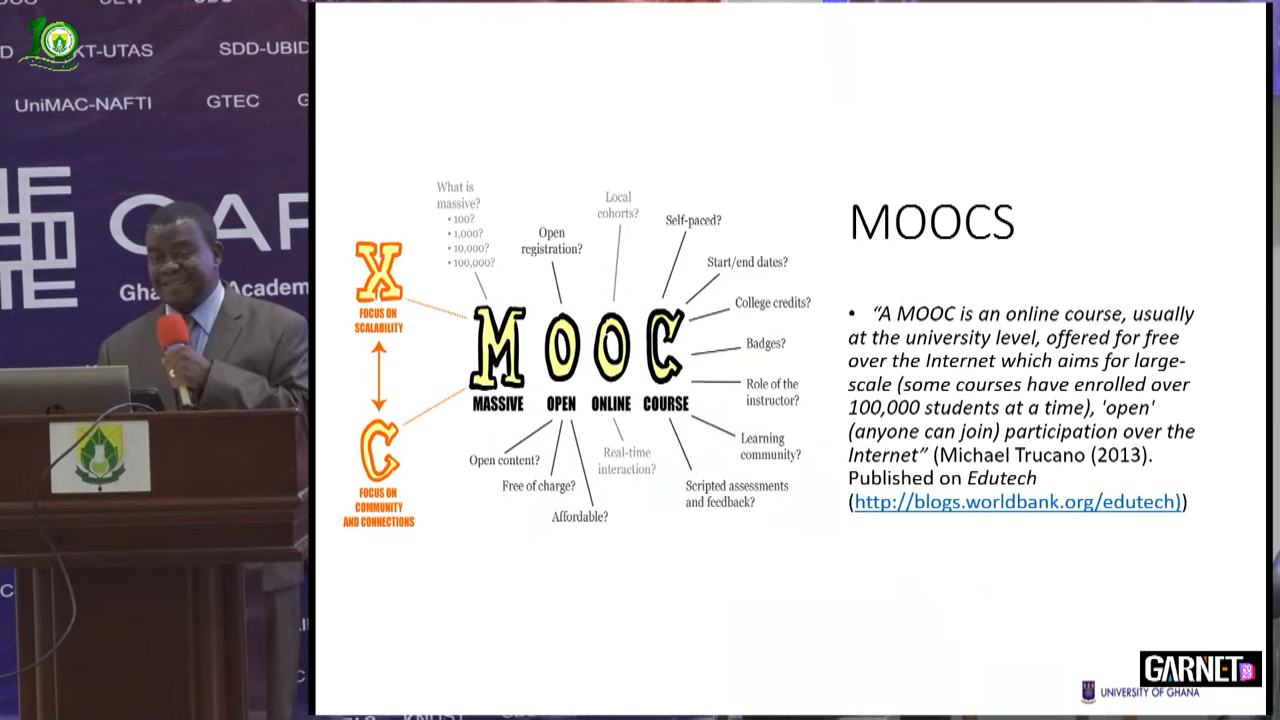 10
KT-UTAS
SDD-UBID
UniMAC-NAFTI
GTEC
GAR
Academ
What is
massive?
• 100?
• 1,000?
• 10,000?
• 100,000?
Open
registration?
Local
cohorts?
Self-paced?
Start/end dates?
College credits?
Badges?
Role of the
instructor?
Learning
community?
Scripted assessments
and feedback?
Real-time
interaction?
Affordable?
Free of charge?
Open content?
X
FOCUS ON
SCALABILITY
C
FOCUS ON
COMMUNITY
AND CONNECTIONS
MOOC
MASSIVE OPEN ONLINE COURSE
MOOCS
• “A MOOC is an online course, usually
at the university level, offered for free
over the Internet which aims for large-
scale (some courses have enrolled over
100,000 students at a time), 'open'
(anyone can join) participation over the
Internet” (Michael Trucano (2013).
Published on Edutech
(http://blogs.worldbank.org/edutech))
GARNET
UNIVERSITY OF GHANA